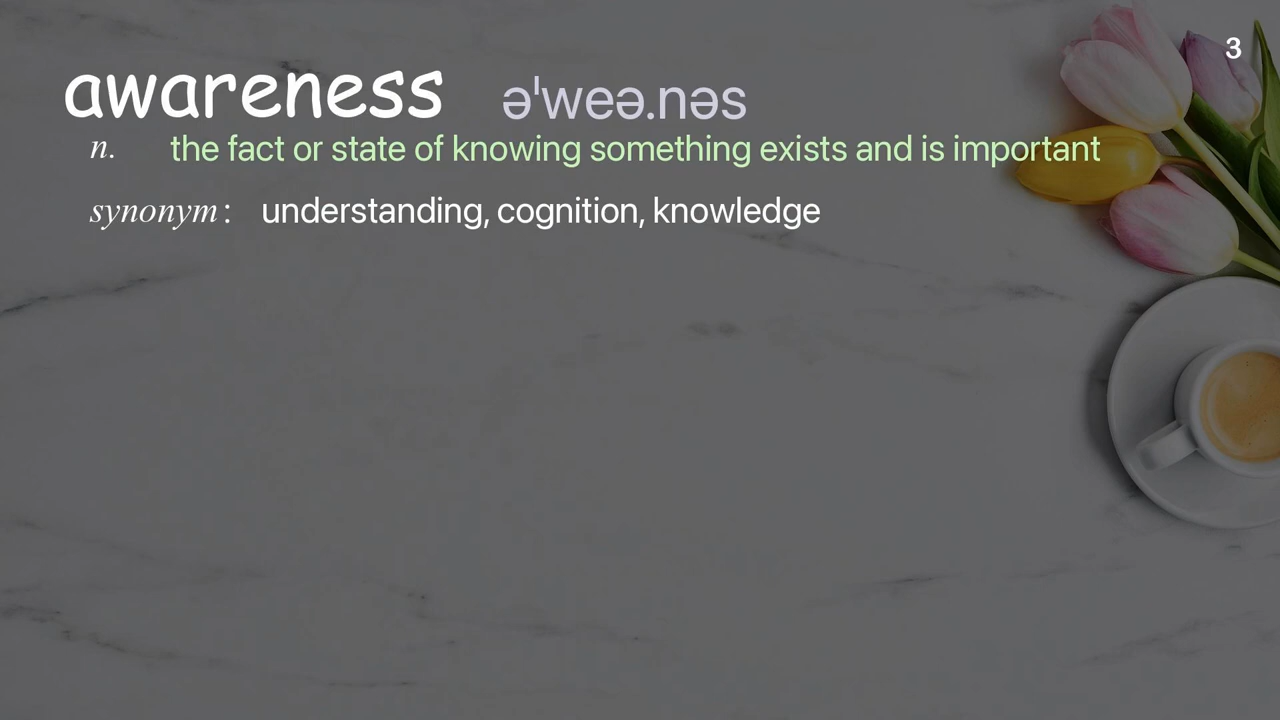 3
awareness əˈweə.nəs
n. the fact or state of knowing something exists and is important
synonym: understanding, cognition, knowledge